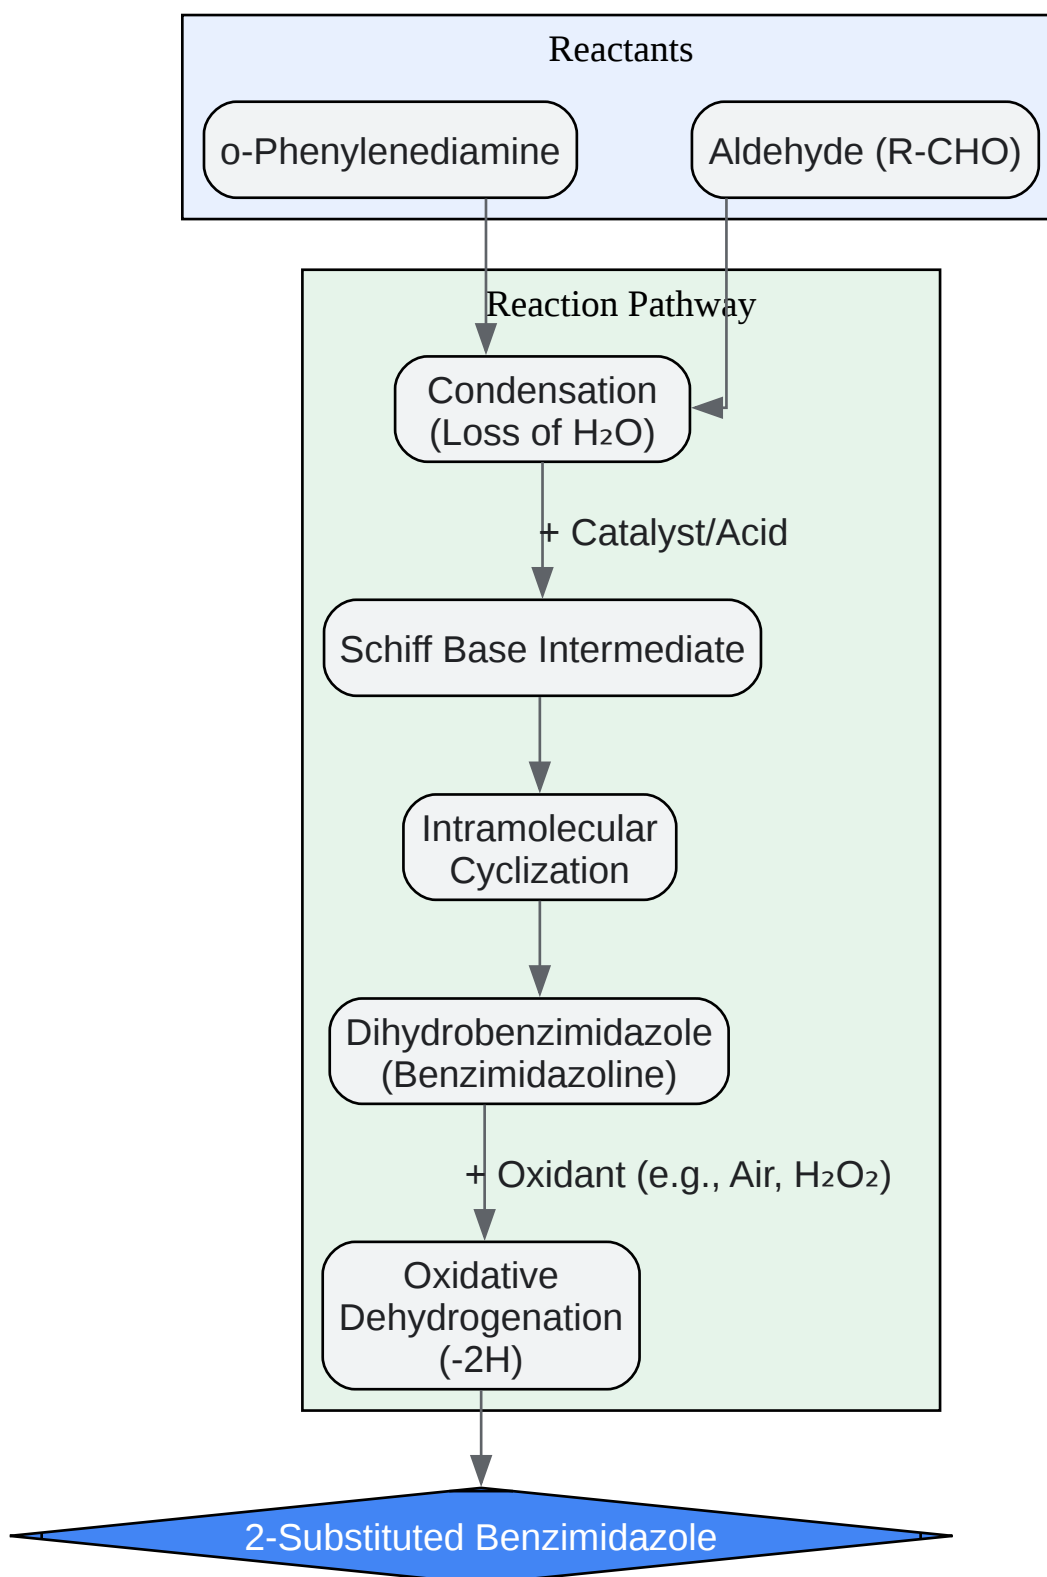 Reactants
o-Phenylenediamine
Aldehyde (R-CHO)
Reaction Pathway
Condensation
(Loss of H₂O)
+ Catalyst/Acid
Schiff Base Intermediate
Intramolecular
Cyclization
Dihydrobenzimidazole
(Benzimidazoline)
+ Oxidant (e.g., Air, H₂O₂)
Oxidative
Dehydrogenation
(-2H)
2-Substituted Benzimidazole